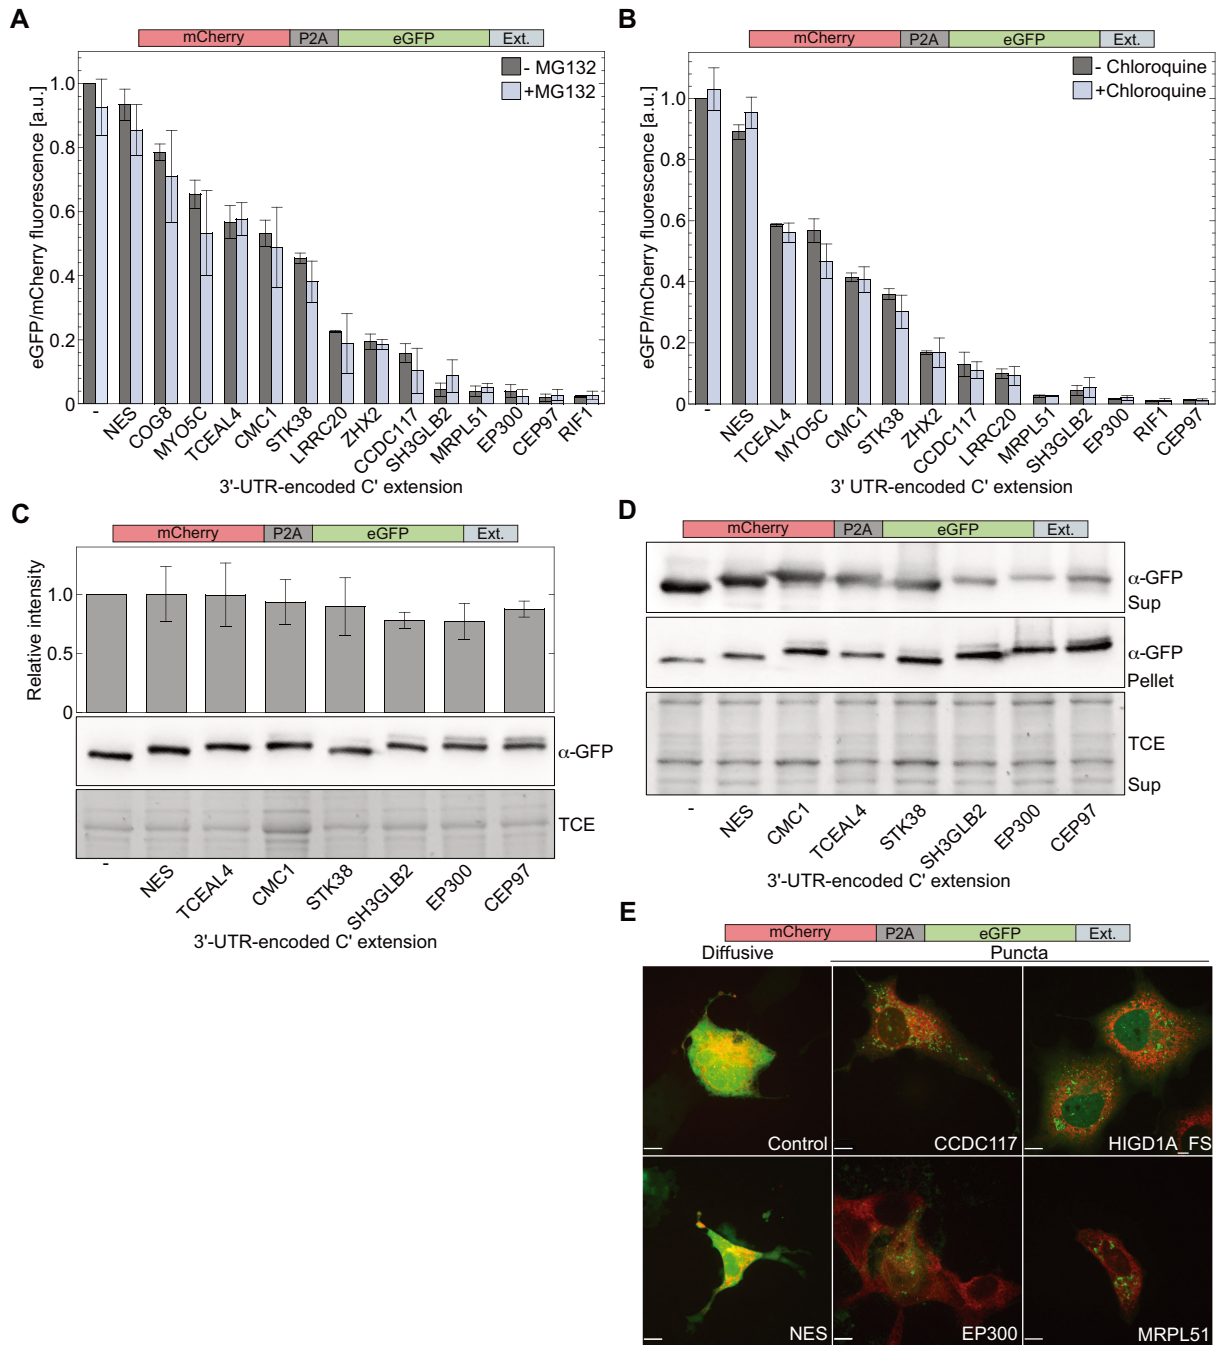 A
mCherry P2A eGFP Ext.
- MG132
+MG132
eGFP/mCherry fluorescence [a.u.]
1.0
0.8
0.6
0.4
0.2
0
- NES COG8 MYO5C TCEAL4 CMC1 STK38 LRRC20 ZHX2 CCDC117 SH3GLB2 MRPL51 EP300 CEP97 RIF1
3'-UTR-encoded C' extension
B
mCherry P2A eGFP Ext.
- Chloroquine
+Chloroquine
eGFP/mCherry fluorescence [a.u.]
1.0
0.8
0.6
0.4
0.2
0
- NES TCEAL4 MYO5C CMC1 STK38 ZHX2 CCDC117 LRRC20 MRPL51 SH3GLB2 EP300 RIF1 CEP97
3' UTR-encoded C' extension
C
mCherry P2A eGFP Ext.
Relative intensity
1.0
0.5
0
α-GFP
TCE
- NES TCEAL4 CMC1 STK38 SH3GLB2 EP300 CEP97
3'-UTR-encoded C' extension
D
mCherry P2A eGFP Ext.
α-GFP
Sup
α-GFP
Pellet
TCE
Sup
- NES CMC1 TCEAL4 STK38 SH3GLB2 EP300 CEP97
3'-UTR-encoded C' extension
E
mCherry P2A eGFP Ext.
Diffusive Puncta
Control CCDC117 HIGD1A_FS
NES EP300 MRPL51